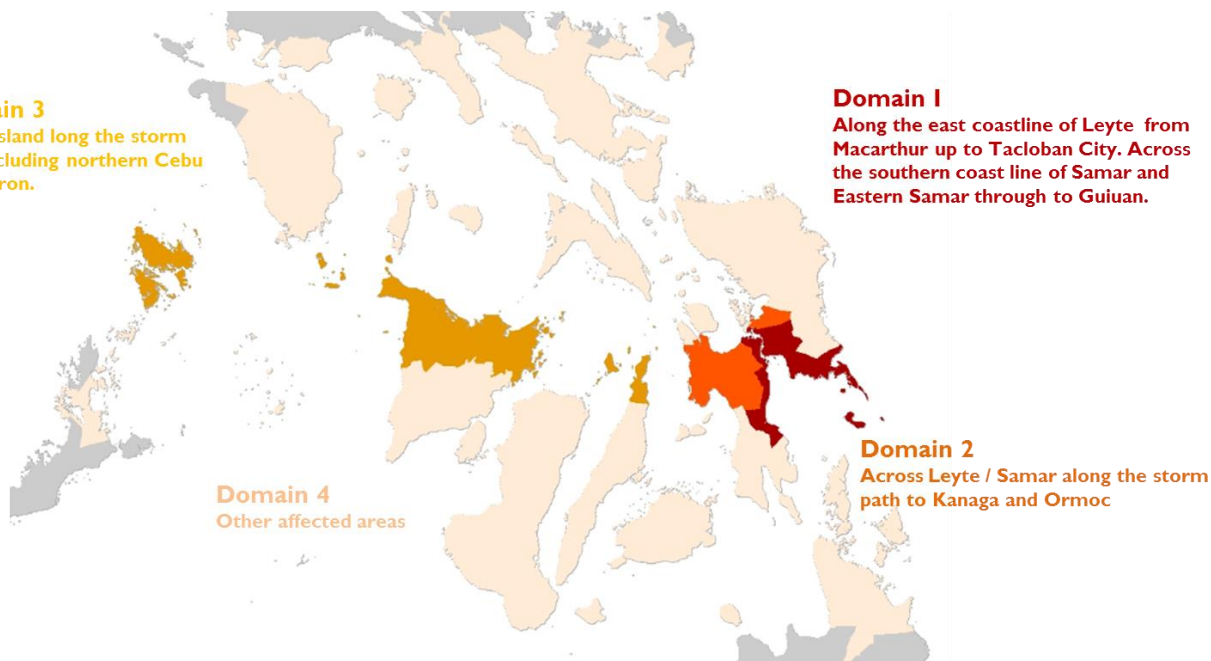 ain 3
sland long the storm
cluding northern Cebu
ron.
Domain 1
Along the east coastline of Leyte from
Macarthur up to Tacloban City. Across
the southern coast line of Samar and
Eastern Samar through to Guiuan.
Domain 2
Across Leyte / Samar along the storm
path to Kanaga and Ormoc
Domain 4
Other affected areas